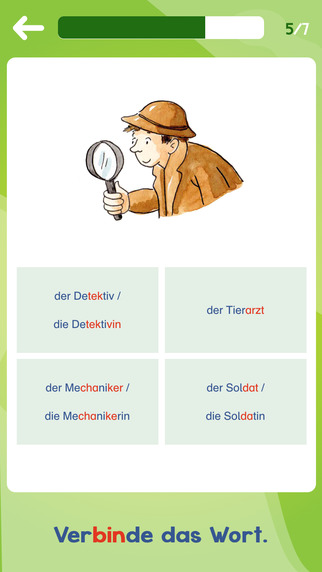 5/7
der Detektiv /
die Detektivin
der Tierarzt
der Mechaniker /
die Mechanikerin
der Soldat /
die Soldatin
Verbinde das Wort.